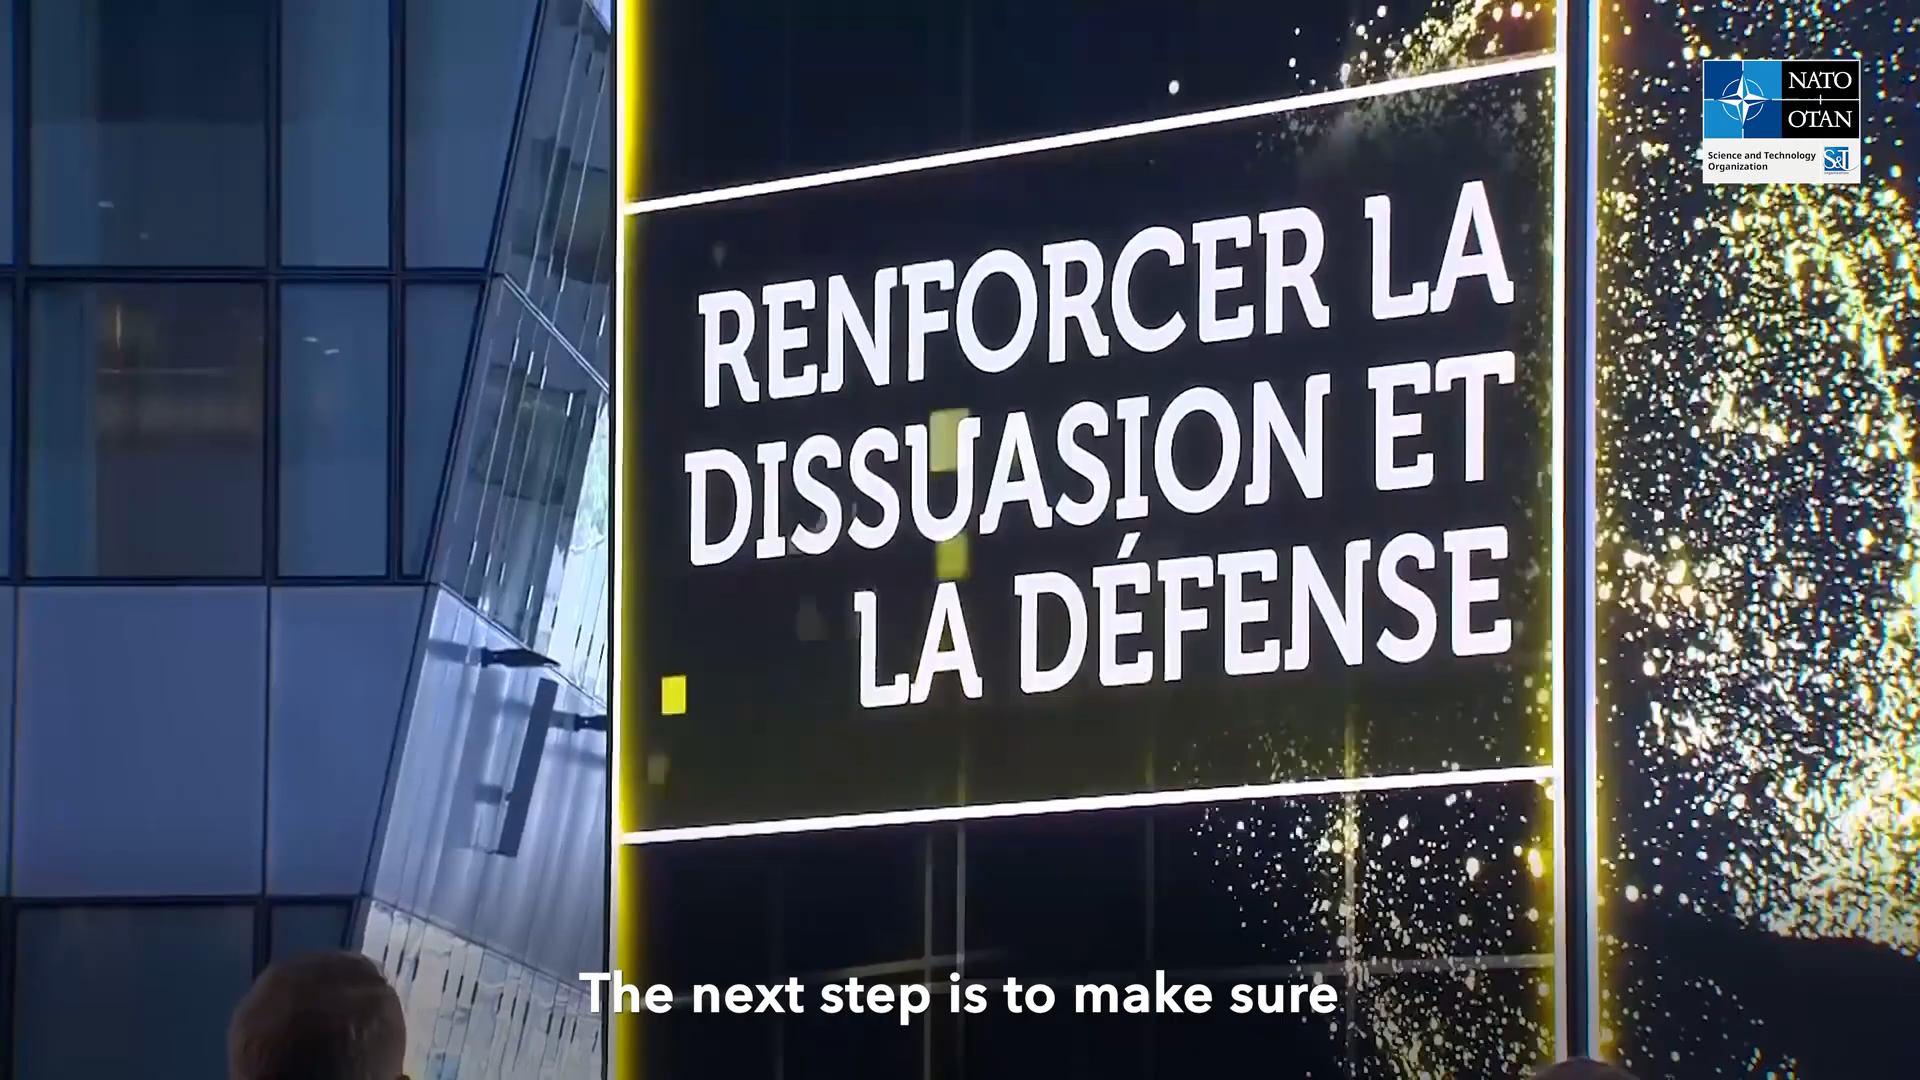 NATO
OTAN
Science and Technology
Organization
S&T
RENFORCER LA
DISSUASION ET
LA DÉFENSE
The next step is to make sure